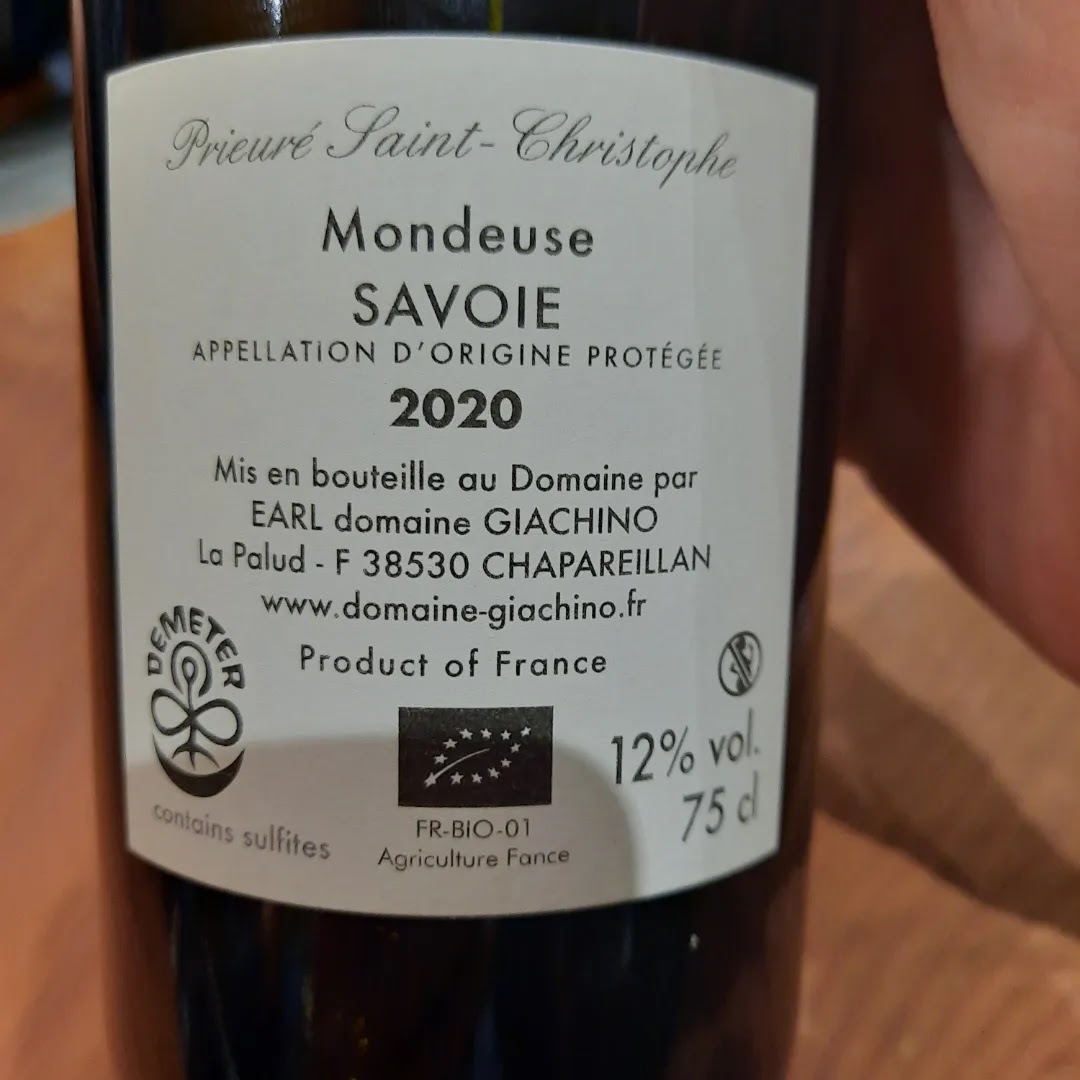 Prieuré Saint-Christophe
Mondeuse
SAVOIE
APPELLATION D'ORIGINE PROTÉGÉE
2020
Mis en bouteille au Domaine par
EARL domaine GIACHINO
La Palud - F 38530 CHAPAREILLAN
www.domaine-giachino.fr
Product of France
DEMETER
12% vol.
75 cl
contains sulfites
FR-BIO-01
Agriculture Fance